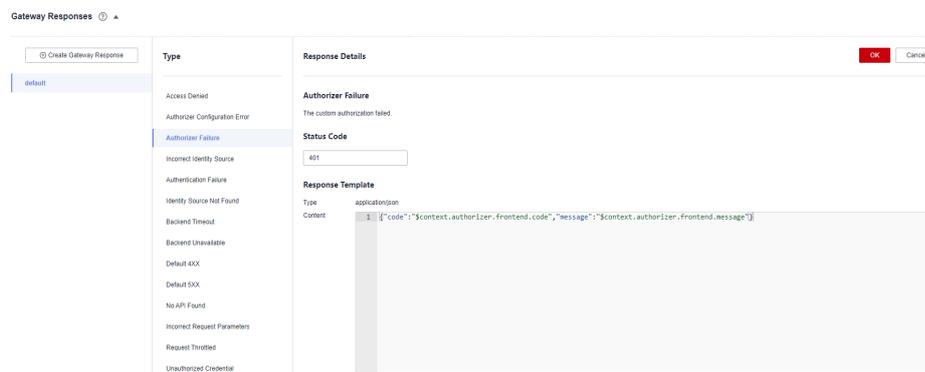 Gateway Responses ?
Create Gateway Response
default
Type
Access Denied
Authorizer Configuration Error
Authorizer Failure
Incorrect Identity Source
Authentication Failure
Identity Source Not Found
Backend Timeout
Backend Unavailable
Default 4XX
Default 5XX
No API Found
Incorrect Request Parameters
Request Throttled
Unauthorized Credential
Response Details
OK
Cance
Authorizer Failure
The custom authorization failed.
Status Code
401
Response Template
Type application/json
Content
1 {"code":"$context.authorizer.frontend.code","message":"$context.authorizer.frontend.message"}